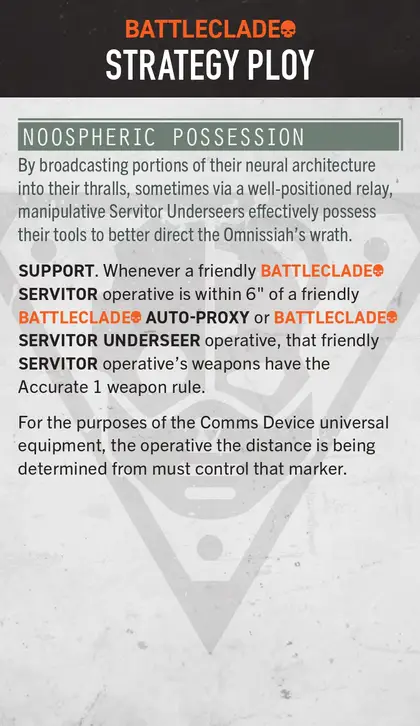 BATTLECLADE
STRATEGY PLOY
NOOSPHERIC POSSESSION
By broadcasting portions of their neural architecture
into their thralls, sometimes via a well-positioned relay,
manipulative Servitor Underseers effectively possess
their tools to better direct the Omnissiah's wrath.
SUPPORT. Whenever a friendly BATTLECLADE
SERVITOR operative is within 6" of a friendly
BATTLECLADE AUTO-PROXY or BATTLECLADE
SERVITOR UNDERSEER operative, that friendly
SERVITOR operative's weapons have the
Accurate 1 weapon rule.
For the purposes of the Comms Device universal
equipment, the operative the distance is being
determined from must control that marker.